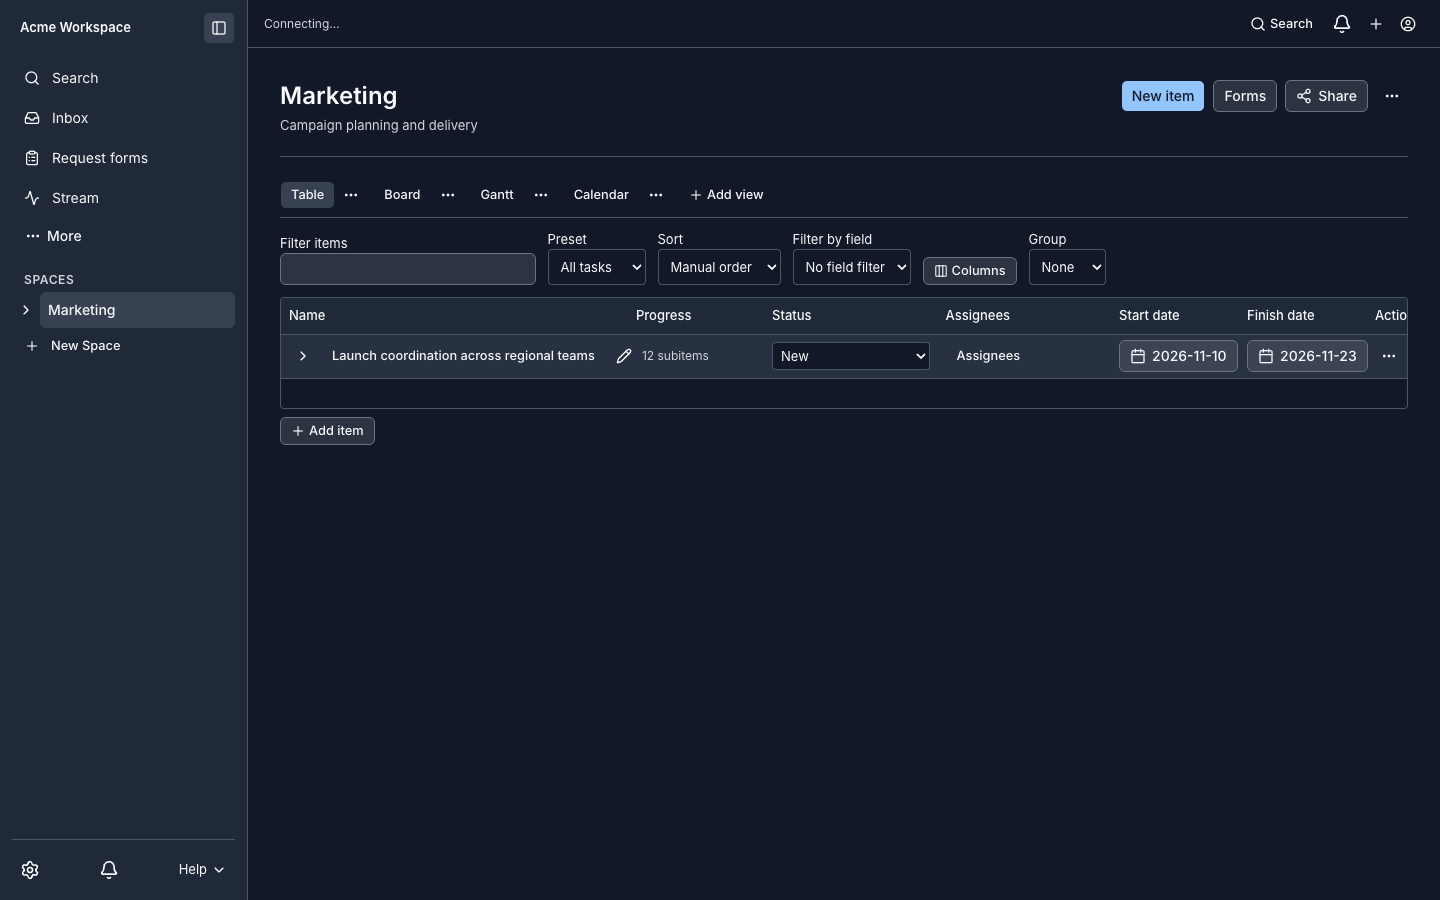 Acme Workspace
Search
Inbox
Request forms
Stream
More
SPACES
Marketing
New Space
Help
Connecting...
Search
Marketing
Campaign planning and delivery
New item
Forms
Share
Table
Board
Gantt
Calendar
Add view
Filter items
Preset
All tasks
Sort
Manual order
Filter by field
No field filter
Columns
Group
None
Name Progress Status Assignees Start date Finish date Actio
Launch coordination across regional teams 12 subitems New Assignees 2026-11-10 2026-11-23
Add item